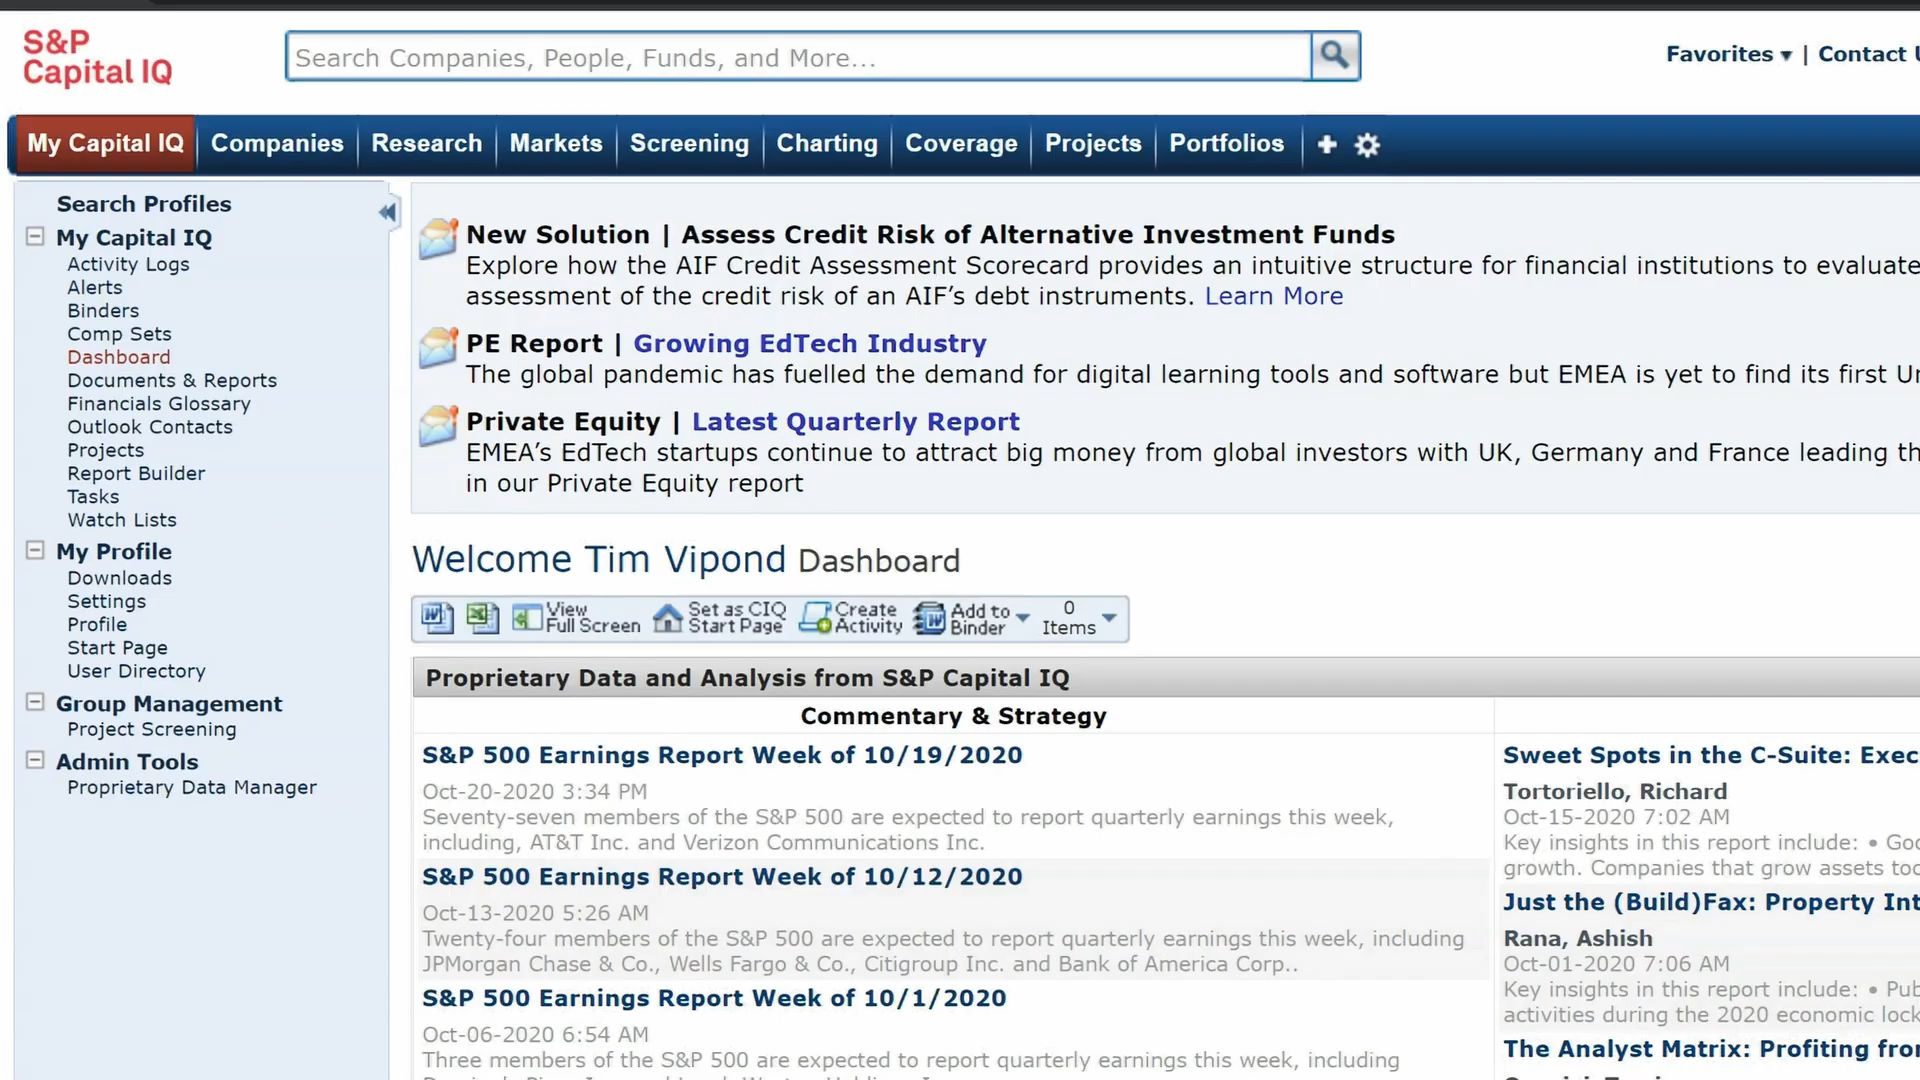 S&P
Capital IQ
Search Companies, People, Funds, and More...
Favorites ▾ | Contact
My Capital IQ
Companies
Research
Markets
Screening
Charting
Coverage
Projects
Portfolios
Search Profiles
My Capital IQ
Activity Logs
Alerts
Binders
Comp Sets
Dashboard
Documents & Reports
Financials Glossary
Outlook Contacts
Projects
Report Builder
Tasks
Watch Lists
My Profile
Downloads
Settings
Profile
Start Page
User Directory
Group Management
Project Screening
Admin Tools
Proprietary Data Manager
New Solution | Assess Credit Risk of Alternative Investment Funds
Explore how the AIF Credit Assessment Scorecard provides an intuitive structure for financial institutions to evaluate
assessment of the credit risk of an AIF’s debt instruments. Learn More
PE Report | Growing EdTech Industry
The global pandemic has fuelled the demand for digital learning tools and software but EMEA is yet to find its first
Private Equity | Latest Quarterly Report
EMEA’s EdTech startups continue to attract big money from global investors with UK, Germany and France leading
in our Private Equity report
Welcome Tim Vipond Dashboard
View
Full Screen
Set as CIQ
Start Page
Create
Activity
Add to
Binder
0
Items
Proprietary Data and Analysis from S&P Capital IQ
Commentary & Strategy
S&P 500 Earnings Report Week of 10/19/2020
Oct-20-2020 3:34 PM
Seventy-seven members of the S&P 500 are expected to report quarterly earnings this week,
including, AT&T Inc. and Verizon Communications Inc.
S&P 500 Earnings Report Week of 10/12/2020
Oct-13-2020 5:26 AM
Twenty-four members of the S&P 500 are expected to report quarterly earnings this week, including
JPMorgan Chase & Co., Wells Fargo & Co., Citigroup Inc. and Bank of America Corp..
S&P 500 Earnings Report Week of 10/1/2020
Oct-06-2020 6:54 AM
Three members of the S&P 500 are expected to report quarterly earnings this week, including
Sweet Spots in the C-Suite:
Tortoriello, Richard
Oct-15-2020 7:02 AM
Key insights in this report include: •
growth. Companies that grow assets
Just the (Build)Fax: Property
Rana, Ashish
Oct-01-2020 7:06 AM
Key insights in this report include: •
activities during the 2020 economic
The Analyst Matrix: Profiting